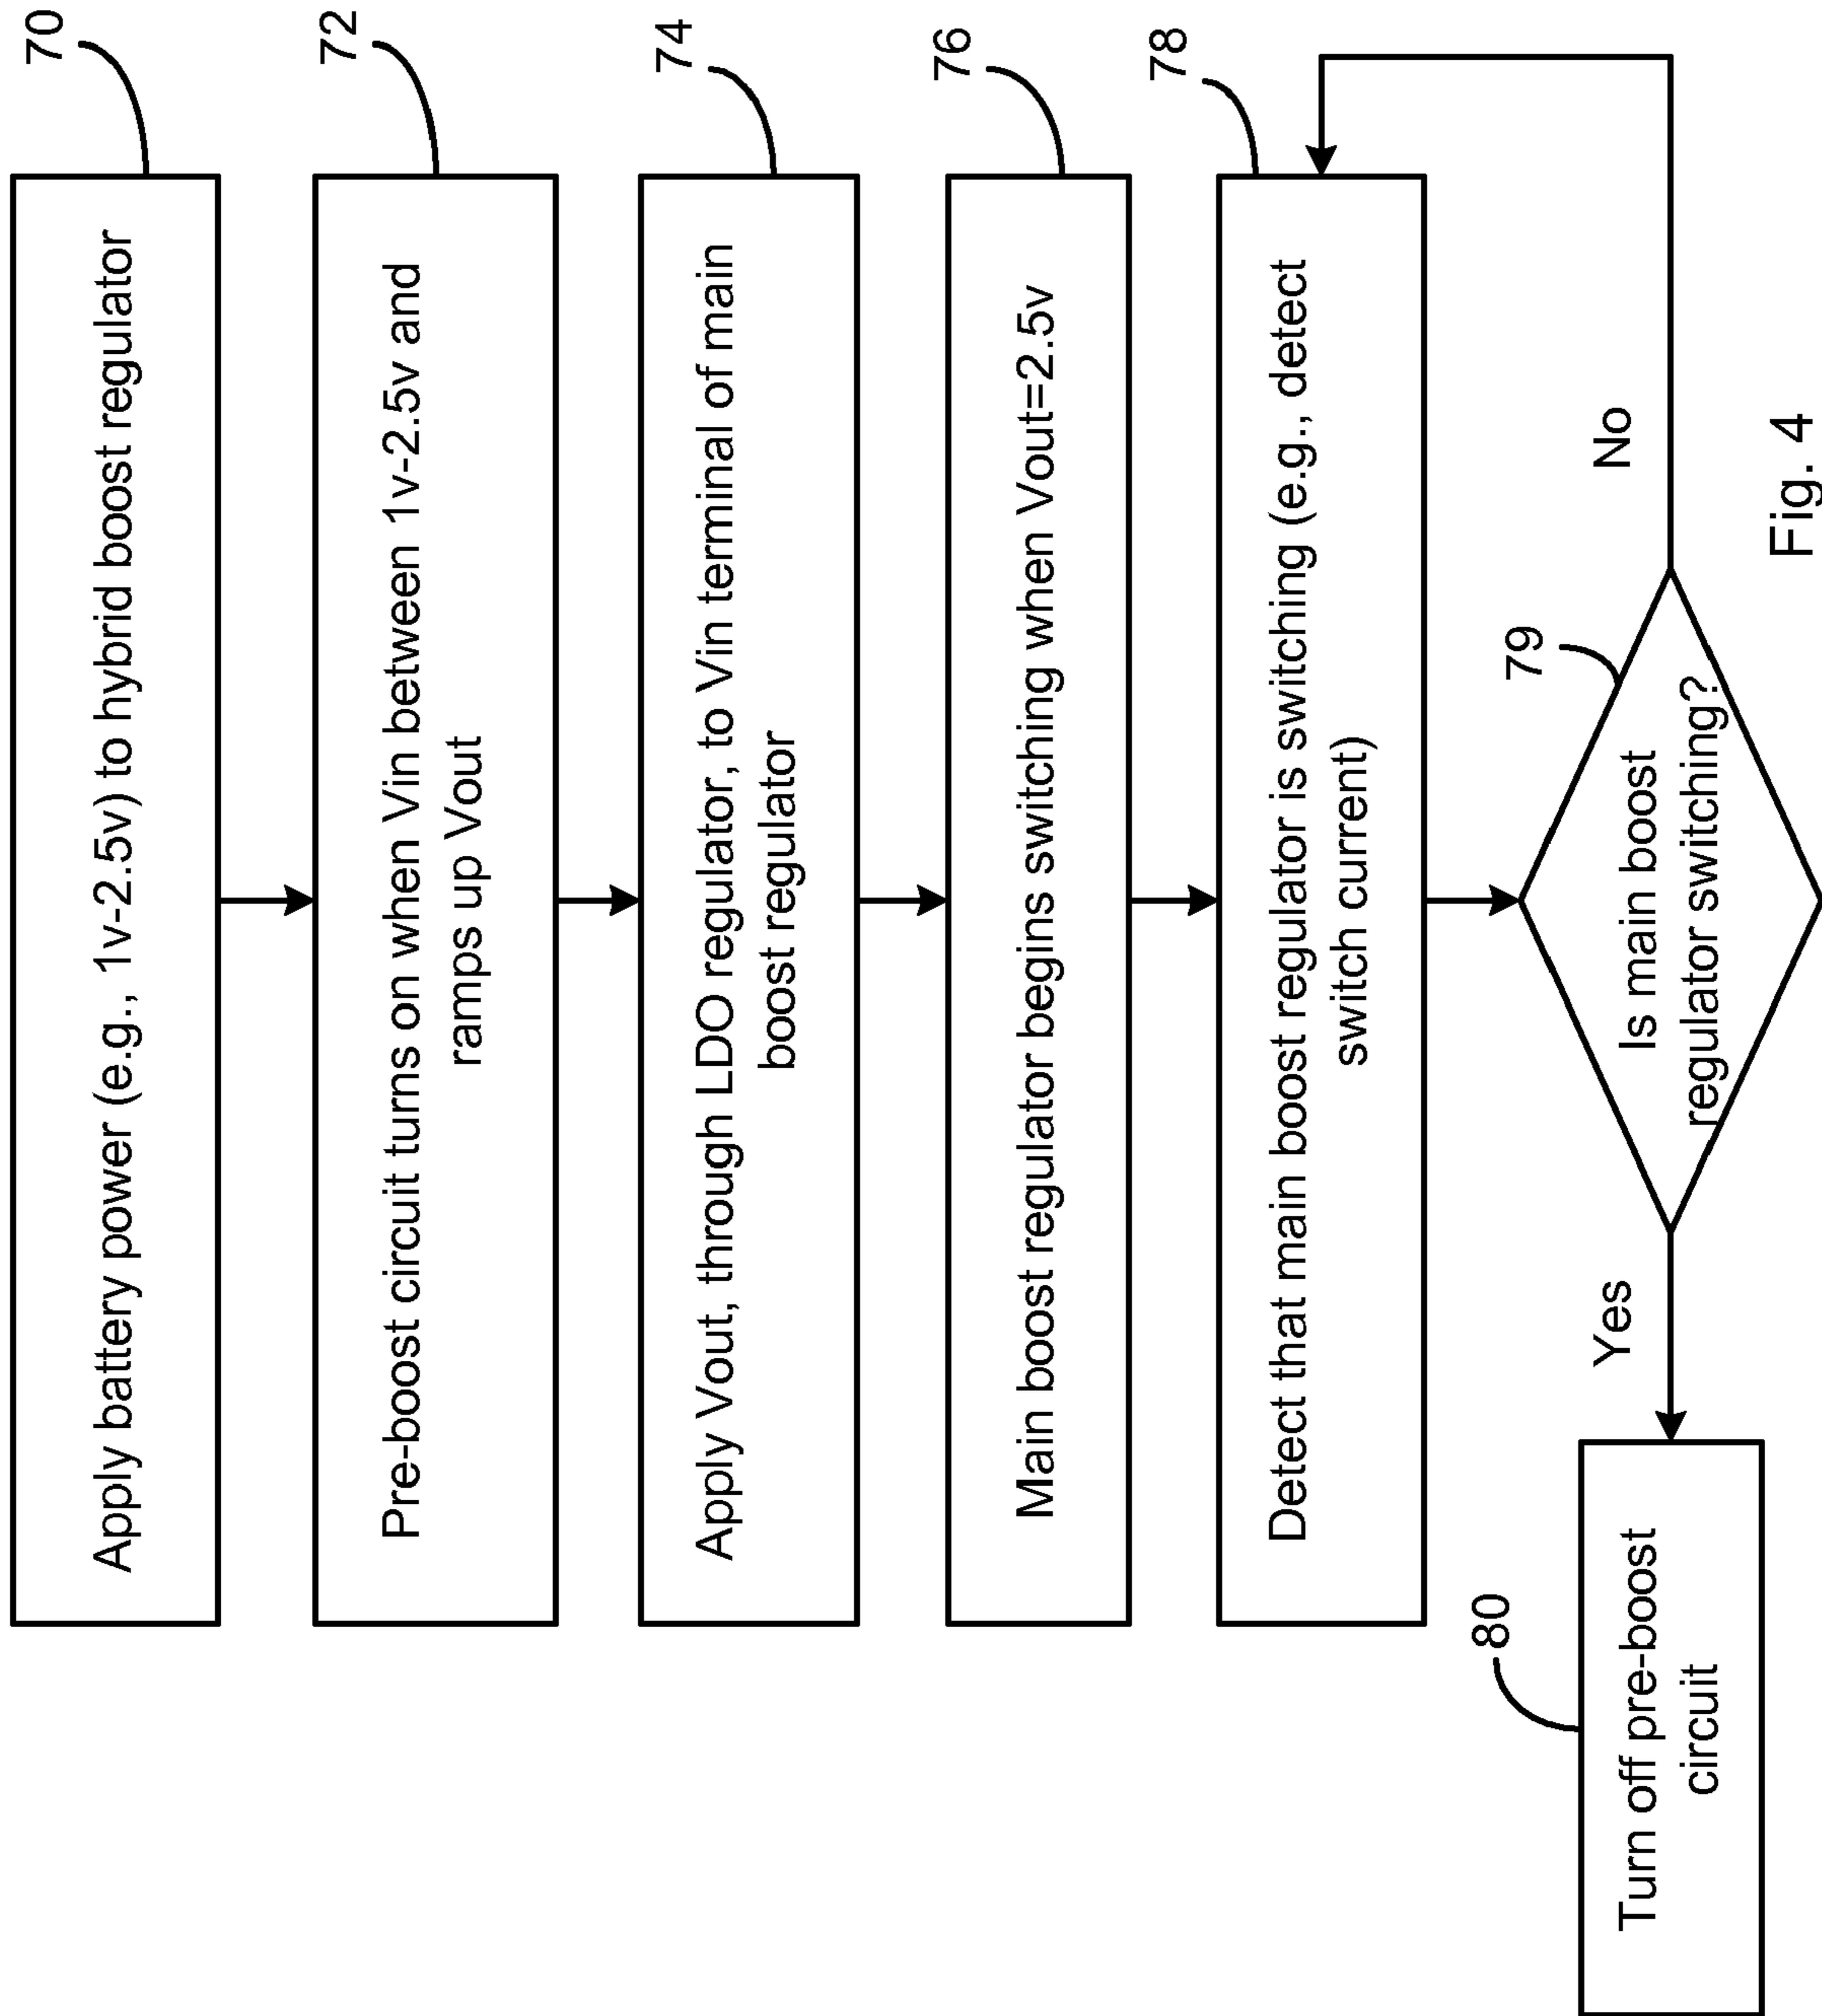 70
Apply battery power (e.g., 1v-2.5v) to hybrid boost regulator
72
Pre-boost circuit turns on when Vin between 1v-2.5v and
ramps up Vout
74
Apply Vout, through LDO regulator, to Vin terminal of main
boost regulator
76
Main boost regulator begins switching when Vout=2.5v
78
Detect that main boost regulator is switching (e.g., detect
switch current)
79
Is main boost
regulator switching?
No
Yes
80
Turn off pre-boost
circuit
Fig. 4